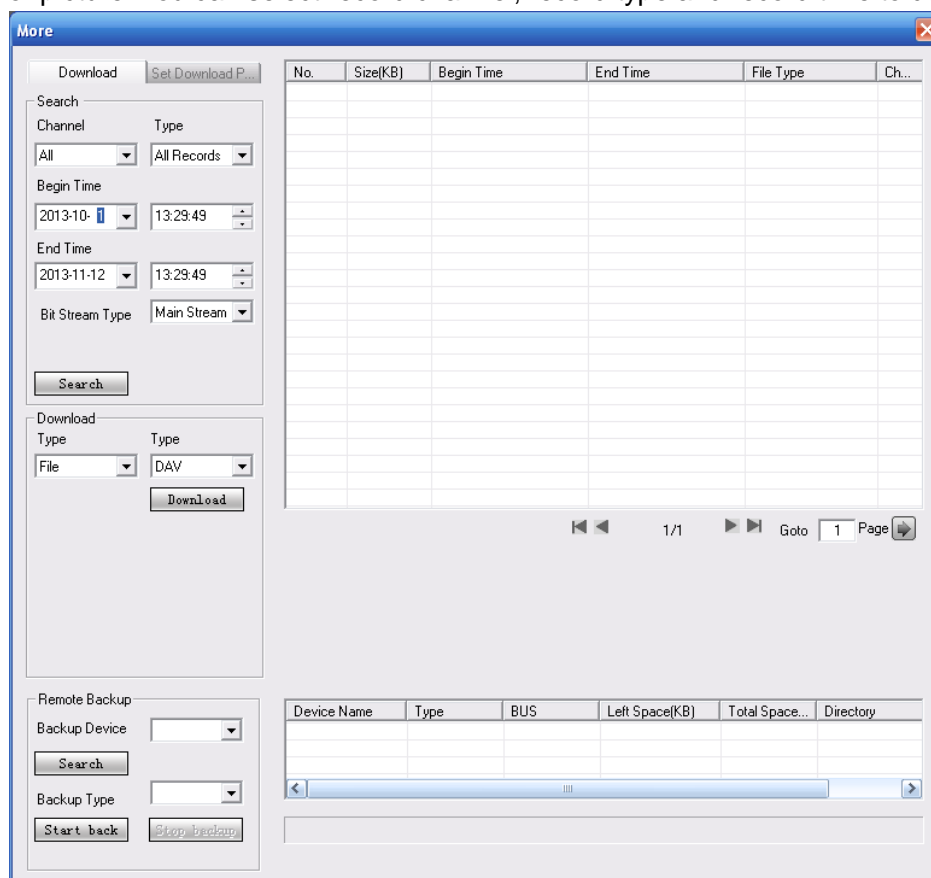 More
Download Set Download P...
No. Size(KB) Begin Time End Time File Type Ch...
Search
Channel Type
All All Records
Begin Time
2013-10- 1 13:29:49
End Time
2013-11-12 13:29:49
Bit Stream Type Main Stream
Search
Download
Type Type
File DAV
Download
1/1 Goto 1 Page
Remote Backup
Device Name Type BUS Left Space(KB) Total Space... Directory
Backup Device
Search
Backup Type
Start back Stop backup